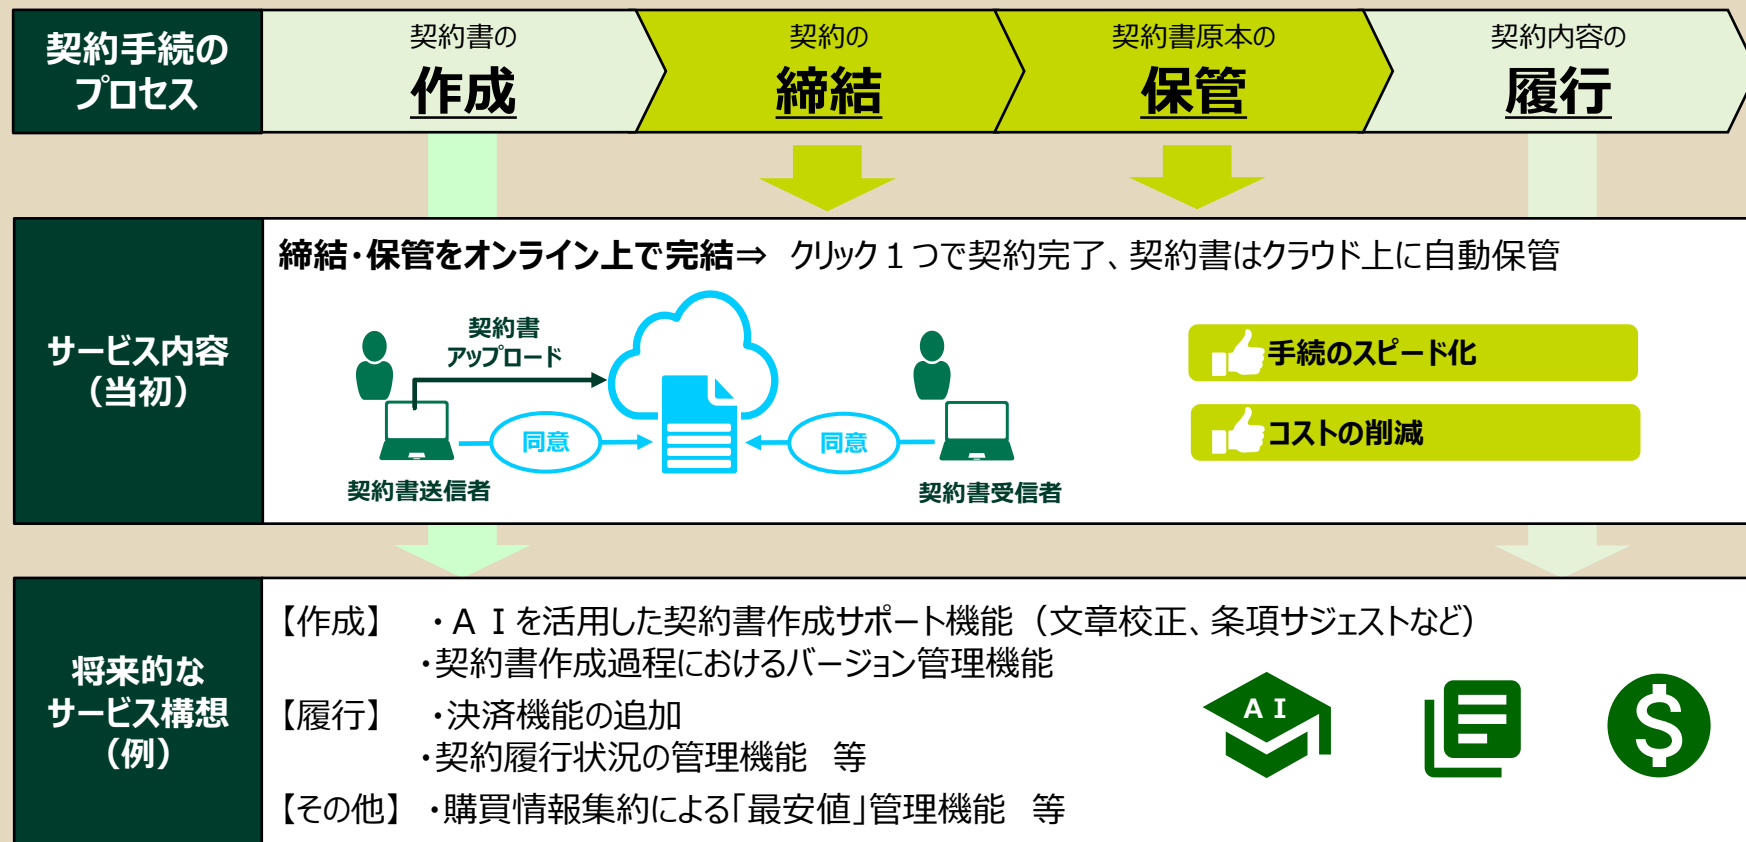 契約手続の
プロセス
契約書の
作成
契約の
締結
契約書原本の
保管
契約内容の
履行
サービス内容
（当初）
締結・保管をオンライン上で完結⇒ クリック１つで契約完了、契約書はクラウド上に自動保管
契約書
アップロード
同意
同意
契約書送信者
契約書受信者
手続のスピード化
コストの削減
将来的な
サービス構想
（例）
【作成】 ・ＡＩを活用した契約書作成サポート機能（文章校正、条項サジェストなど）
・契約書作成過程におけるバージョン管理機能
【履行】 ・決済機能の追加
・契約履行状況の管理機能 等
【その他】・購買情報集約による「最安値」管理機能 等
ＡＩ
$